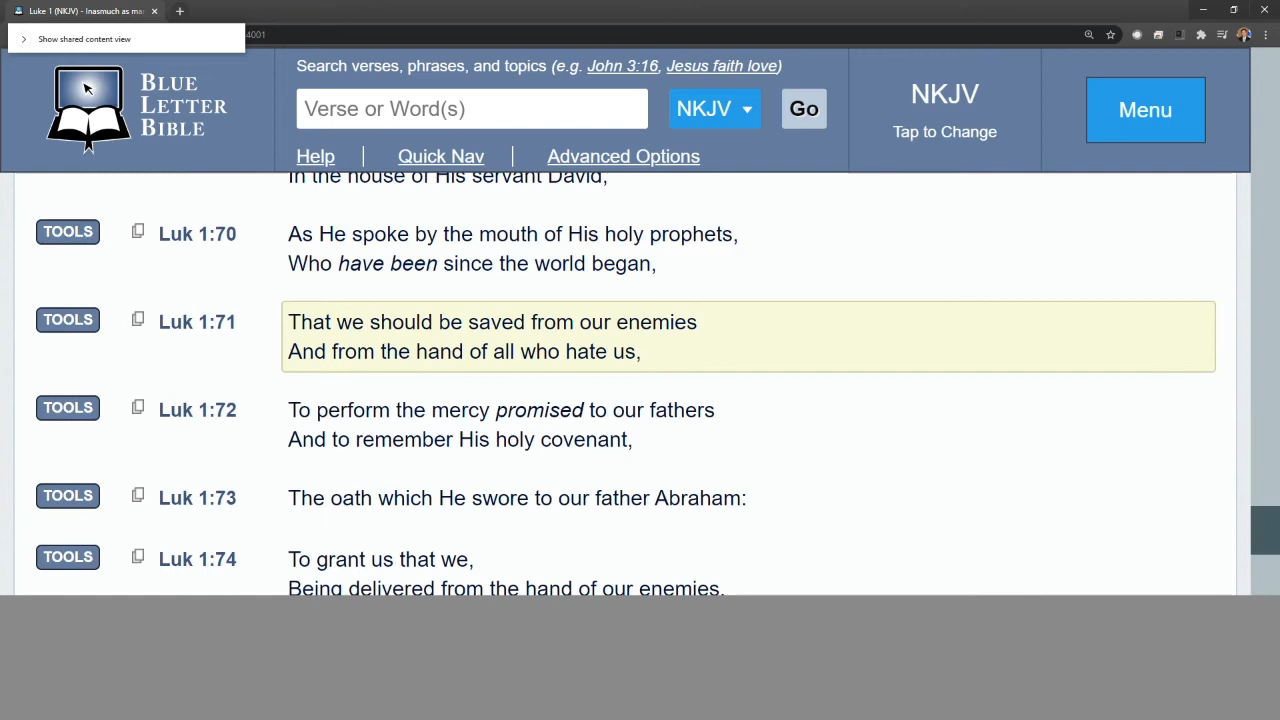 Luke 1 (NKJV) - Inasmuch as ma
Show shared content view
4001
BLUE
LETTER
BIBLE
Search verses, phrases, and topics (e.g. John 3:16, Jesus faith love)
Verse or Word(s)
NKJV
Go
Help | Quick Nav | Advanced Options
NKJV
Tap to Change
Menu
In the house of His servant David,
TOOLS Luk 1:70 As He spoke by the mouth of His holy prophets,
Who have been since the world began,
TOOLS Luk 1:71 That we should be saved from our enemies
And from the hand of all who hate us,
TOOLS Luk 1:72 To perform the mercy promised to our fathers
And to remember His holy covenant,
TOOLS Luk 1:73 The oath which He swore to our father Abraham:
TOOLS Luk 1:74 To grant us that we,
Being delivered from the hand of our enemies,